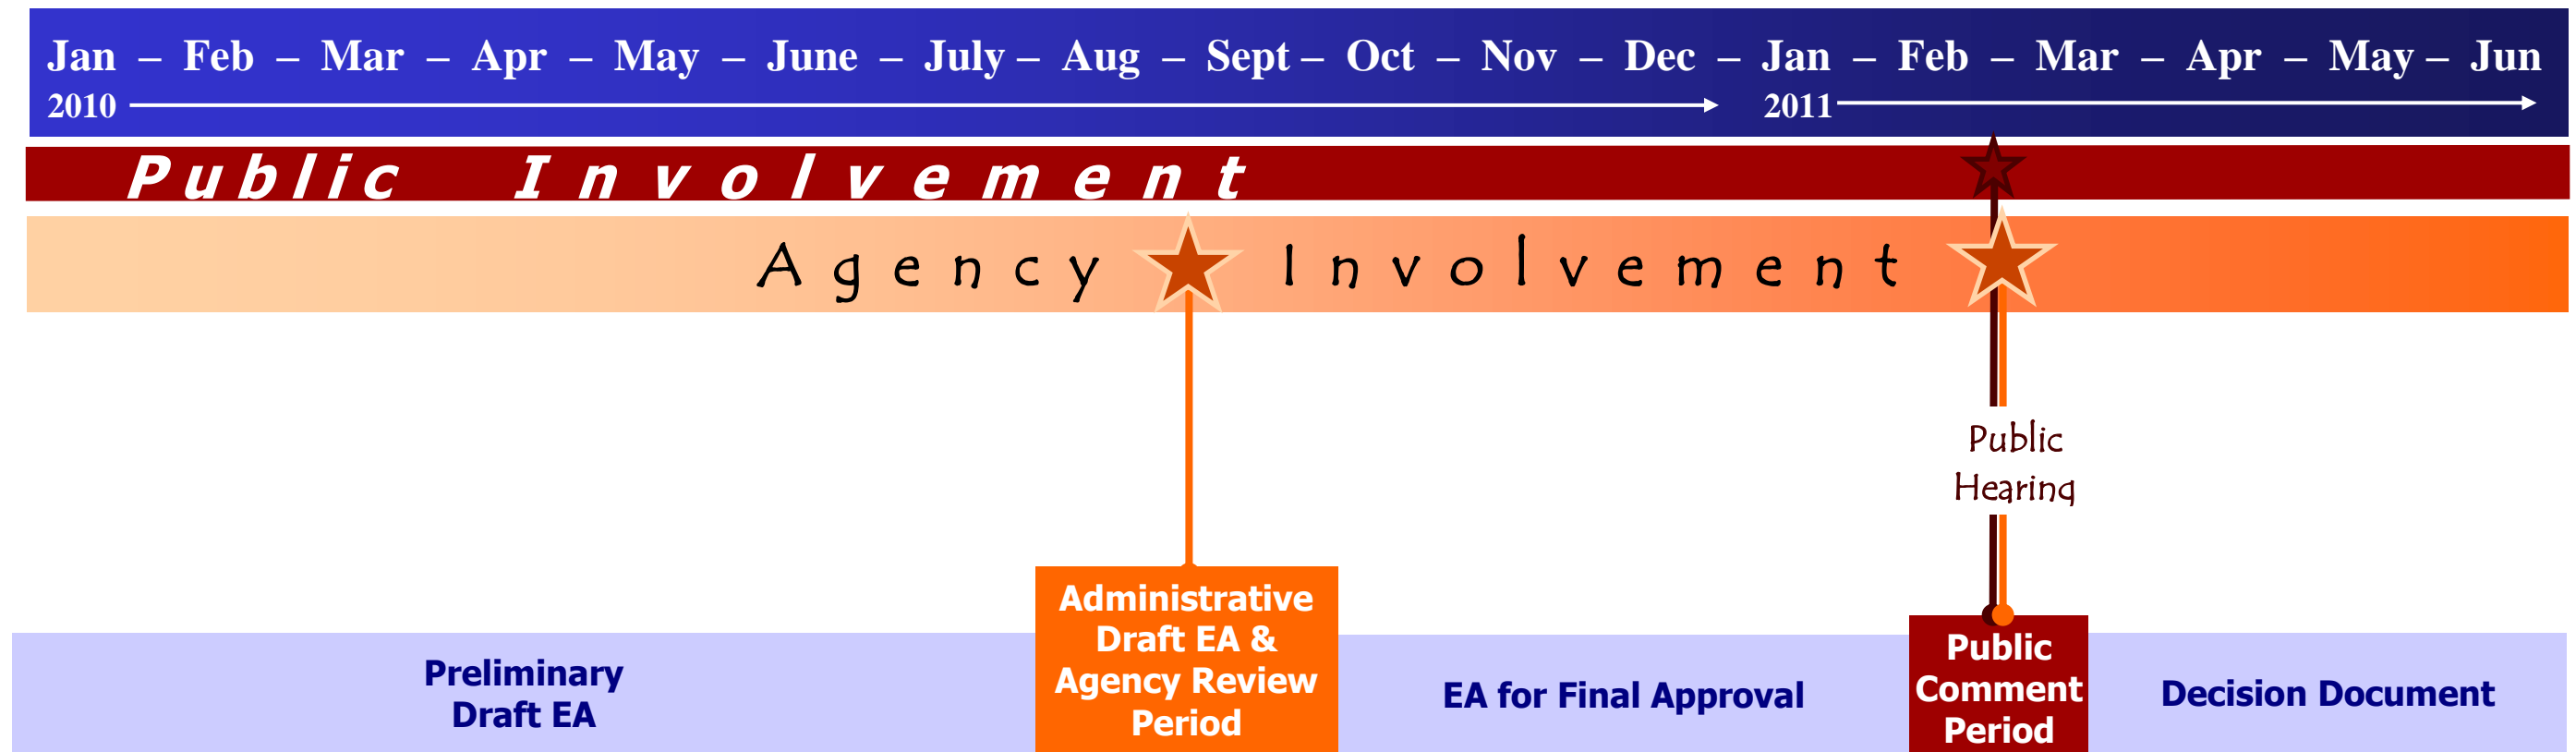 Jan – Feb – Mar – Apr – May – June – July – Aug – Sept – Oct – Nov – Dec – Jan – Feb – Mar – Apr – May – Jun
2010 2011
Public Involvement
Agency Involvement
Public
Hearing
Preliminary
Draft EA
Administrative
Draft EA &
Agency Review
Period
EA for Final Approval
Public
Comment
Period
Decision Document